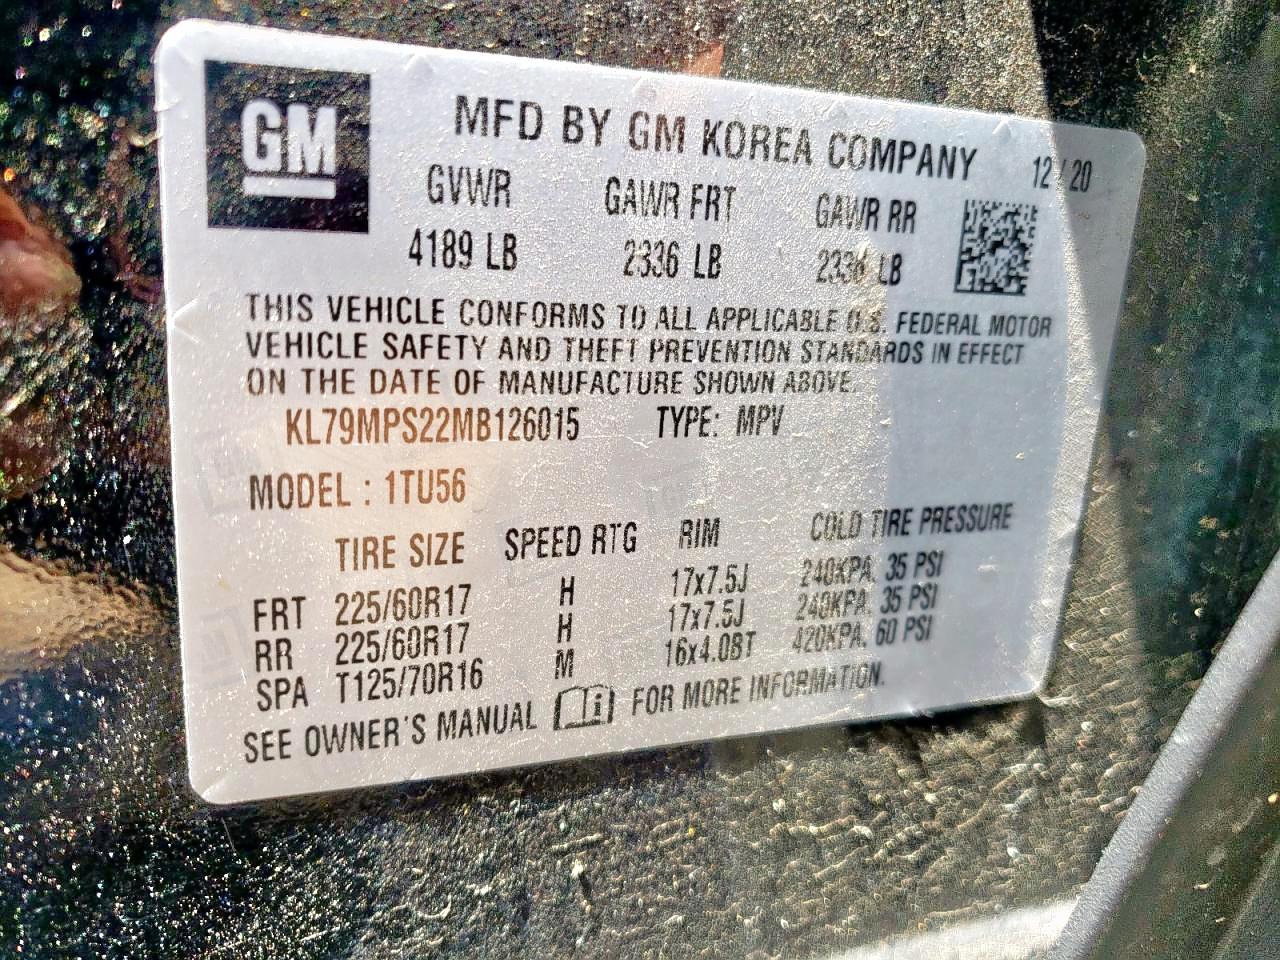 GM
MFD BY GM KOREA COMPANY 12/20
GVWR GAWR FRT GAWR RR
4189 LB 2336 LB 2336 LB
THIS VEHICLE CONFORMS TO ALL APPLICABLE U.S. FEDERAL MOTOR
VEHICLE SAFETY AND THEFT PREVENTION STANDARDS IN EFFECT
ON THE DATE OF MANUFACTURE SHOWN ABOVE.
KL79MPS22MB126015 TYPE: MPV
MODEL : 1TU56
TIRE SIZE SPEED RTG RIM COLD TIRE PRESSURE
FRT 225/60R17 H 17x7.5J 240KPA, 35 PSI
RR 225/60R17 H 17x7.5J 240KPA, 35 PSI
SPA T125/70R16 M 16x4.0BT 420KPA, 60 PSI
SEE OWNER'S MANUAL FOR MORE INFORMATION.